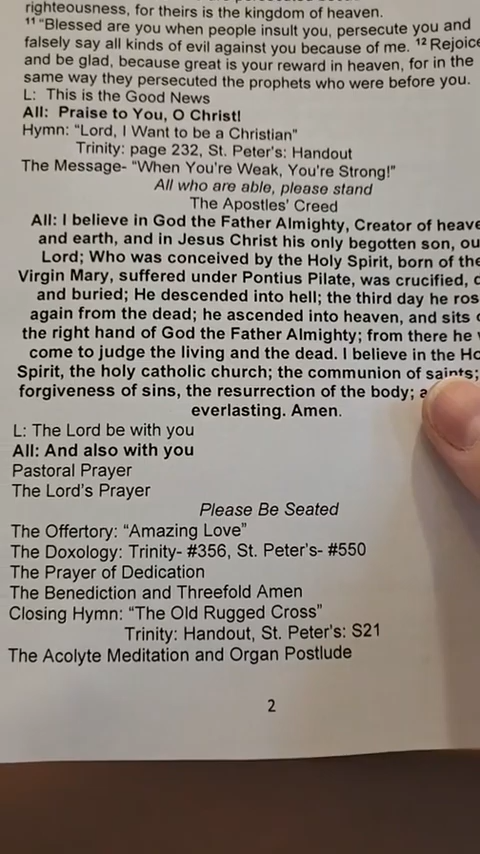 righteousness, for theirs is the kingdom of heaven.
11 "Blessed are you when people insult you, persecute you and
falsely say all kinds of evil against you because of me. 12 Rejoice
and be glad, because great is your reward in heaven, for in the
same way they persecuted the prophets who were before you.
L: This is the Good News
All: Praise to You, O Christ!
Hymn: "Lord, I Want to be a Christian"
Trinity: page 232, St. Peter's: Handout
The Message- "When You're Weak, You're Strong!"
All who are able, please stand
The Apostles' Creed
All: I believe in God the Father Almighty, Creator of heave
and earth, and in Jesus Christ his only begotten son, ou
Lord; Who was conceived by the Holy Spirit, born of the
Virgin Mary, suffered under Pontius Pilate, was crucified,
and buried; He descended into hell; the third day he ros
again from the dead; he ascended into heaven, and sits
the right hand of God the Father Almighty; from there he
come to judge the living and the dead. I believe in the Ho
Spirit, the holy catholic church; the communion of saints;
forgiveness of sins, the resurrection of the body;
everlasting. Amen.
L: The Lord be with you
All: And also with you
Pastoral Prayer
The Lord's Prayer
Please Be Seated
The Offertory: "Amazing Love"
The Doxology: Trinity- #356, St. Peter's- #550
The Prayer of Dedication
The Benediction and Threefold Amen
Closing Hymn: "The Old Rugged Cross"
Trinity: Handout, St. Peter's: S21
The Acolyte Meditation and Organ Postlude
2